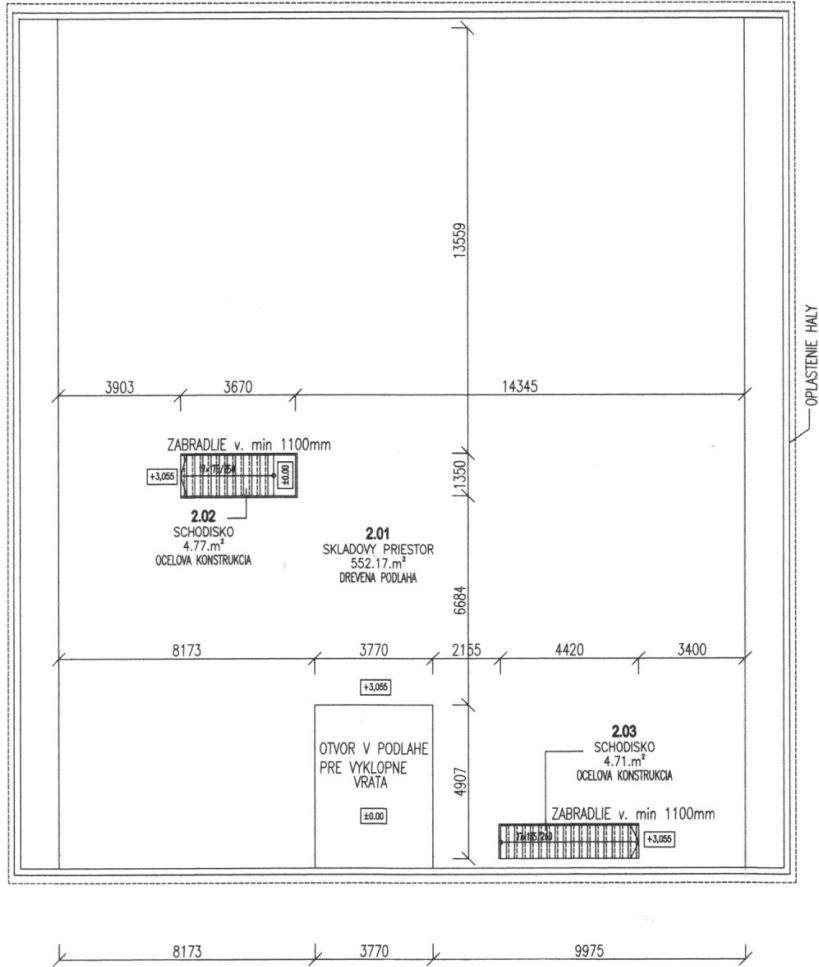 13559
OPLASTENIE HALY
3903
3670
14345
ZABRADLIE v. min 1100mm
+3,055
±0.00
1350
2.02
SCHODISKO
4.77.m²
OCELOVA KONSTRUKCIA
2.01
SKLADOVY PRIESTOR
552.17.m²
DREVENA PODLAHA
6684
8173
3770
2155
4420
3400
+3,055
OTVOR V PODLAHE
PRE VYKLOPNE
VRATA
±0.00
4907
2.03
SCHODISKO
4.71.m²
OCELOVA KONSTRUKCIA
ZABRADLIE v. min 1100mm
+3,055
8173
3770
9975